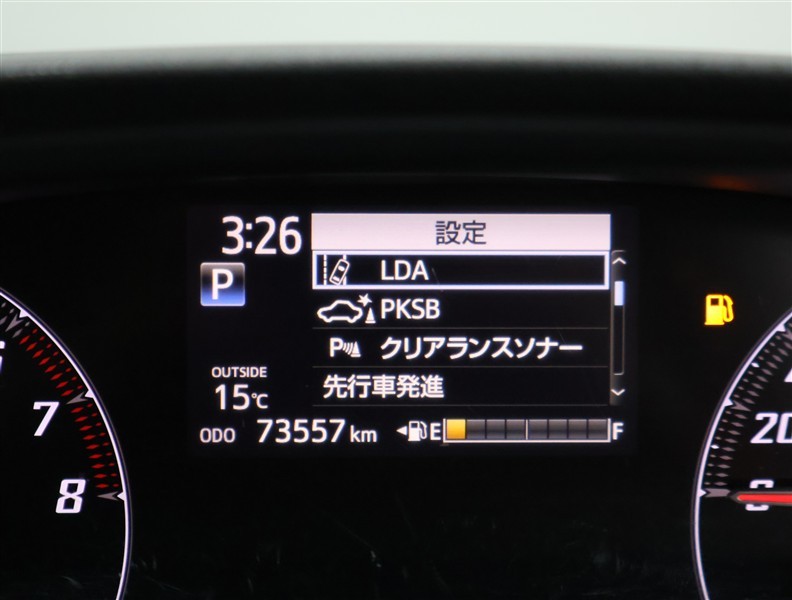 3:26
設定
P
LDA
PKSB
P クリアランスソナー
先行車発進
OUTSIDE
15℃
ODO 73557 km
E F
7
8
20
0